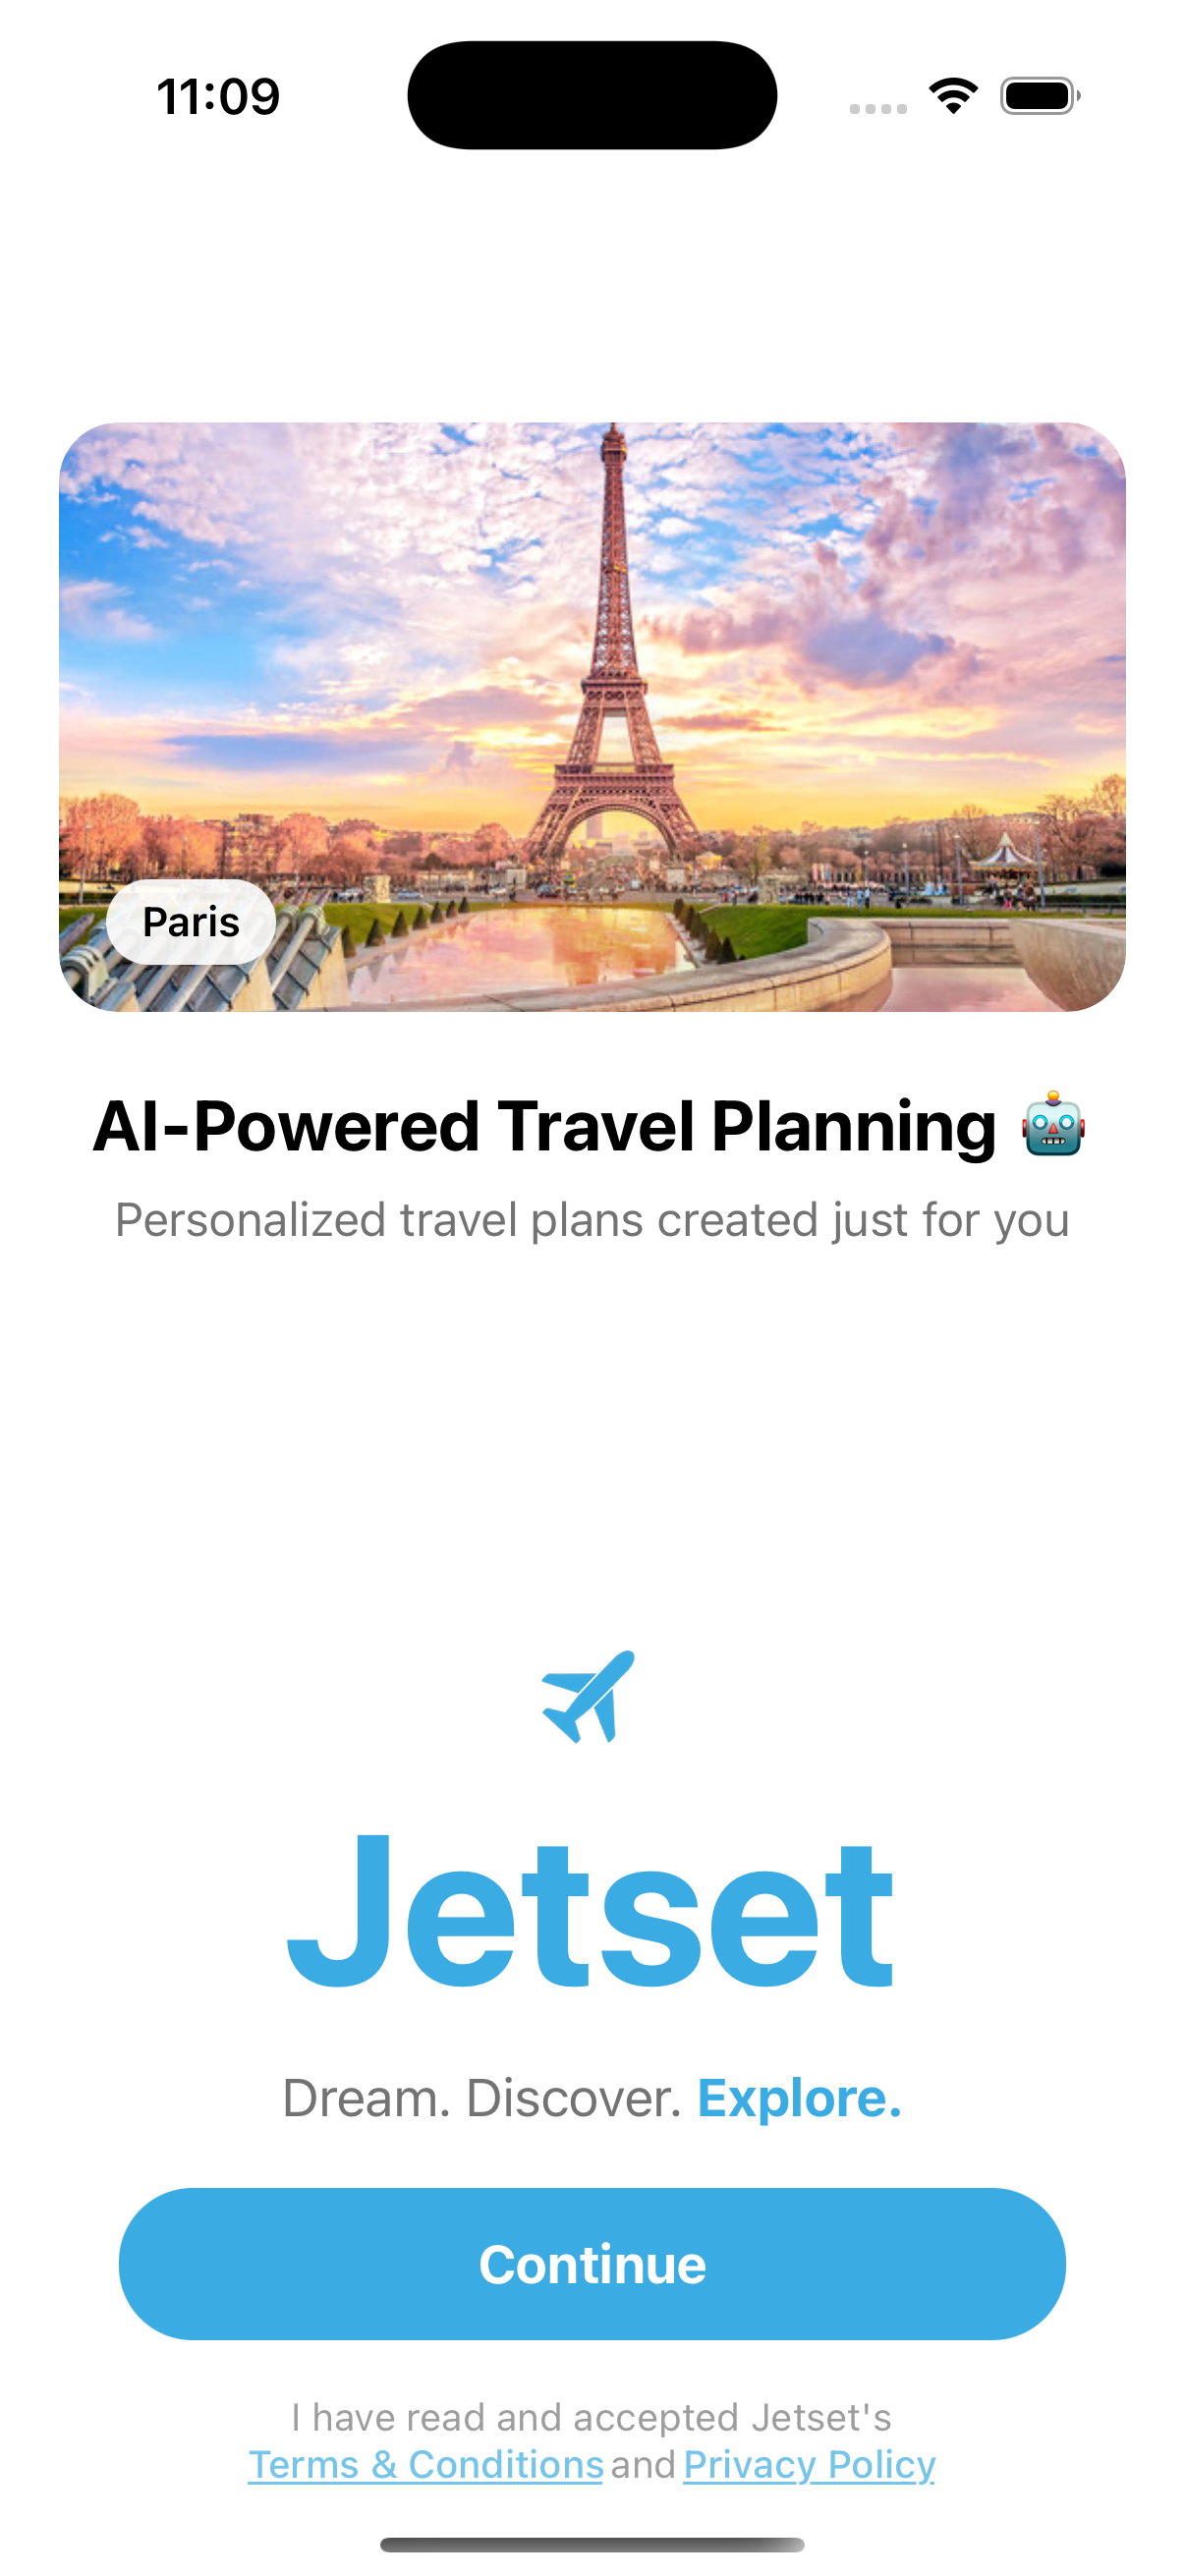 11:09
Paris
AI-Powered Travel Planning 🤖
Personalized travel plans created just for you
Jetset
Dream. Discover. Explore.
Continue
I have read and accepted Jetset's
Terms & Conditions and Privacy Policy